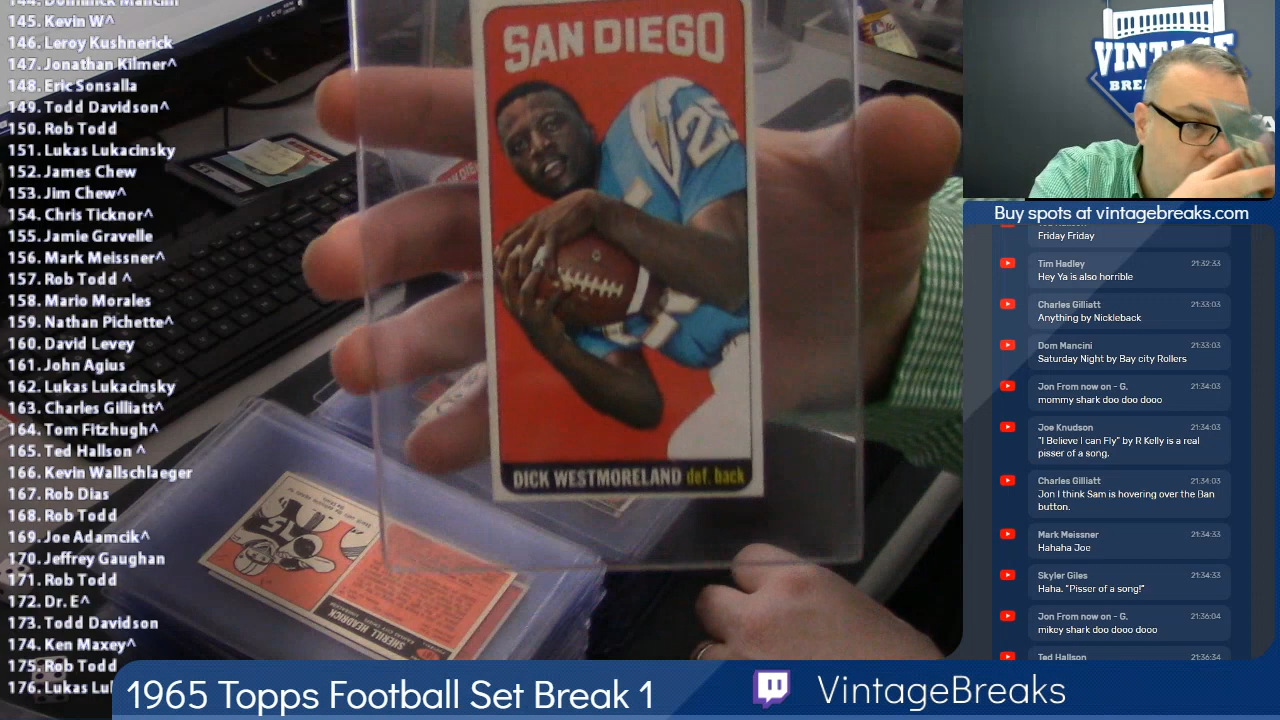 144. Dominick Mancini
145. Kevin W^
146. Leroy Kushnerick
147. Jonathan Kilmer^
148. Eric Sonsalla
149. Todd Davidson^
150. Rob Todd
151. Lukas Lukacinsky
152. James Chew
153. Jim Chew^
154. Chris Ticknor^
155. Jamie Gravelle
156. Mark Meissner^
157. Rob Todd ^
158. Mario Morales
159. Nathan Pichette^
160. David Levey
161. John Agius
162. Lukas Lukacinsky
163. Charles Gilliatt^
164. Tom Fitzhugh^
165. Ted Hallson ^
166. Kevin Wallschlaeger
167. Rob Dias
168. Rob Todd
169. Joe Adamcik^
170. Jeffrey Gaughan
171. Rob Todd
172. Dr. E^
173. Todd Davidson
174. Ken Maxey^
175. Rob Todd
176. Lukas Lu
SAN DIEGO
25
DICK WESTMORELAND def. back
SHERILL HEADRICK
VINTAGE
BREA
Buy spots at vintagebreaks.com
Friday Friday
Tim Hadley 21:32:33
Hey Ya is also horrible
Charles Gilliatt 21:33:03
Anything by Nickleback
Dom Mancini 21:33:03
Saturday Night by Bay city Rollers
Jon From now on - G. 21:34:03
mommy shark doo doo dooo
Joe Knudson 21:34:03
"I Believe I can Fly" by R Kelly is a real
pisser of a song.
Charles Gilliatt 21:34:03
Jon I think Sam is hovering over the Ban
button.
Mark Meissner 21:34:33
Hahaha Joe
Skyler Giles 21:34:33
Haha. "Pisser of a song!"
Jon From now on - G. 21:36:04
mikey shark doo dooo dooo
Ted Hallson 21:36:34
1965 Topps Football Set Break 1
VintageBreaks